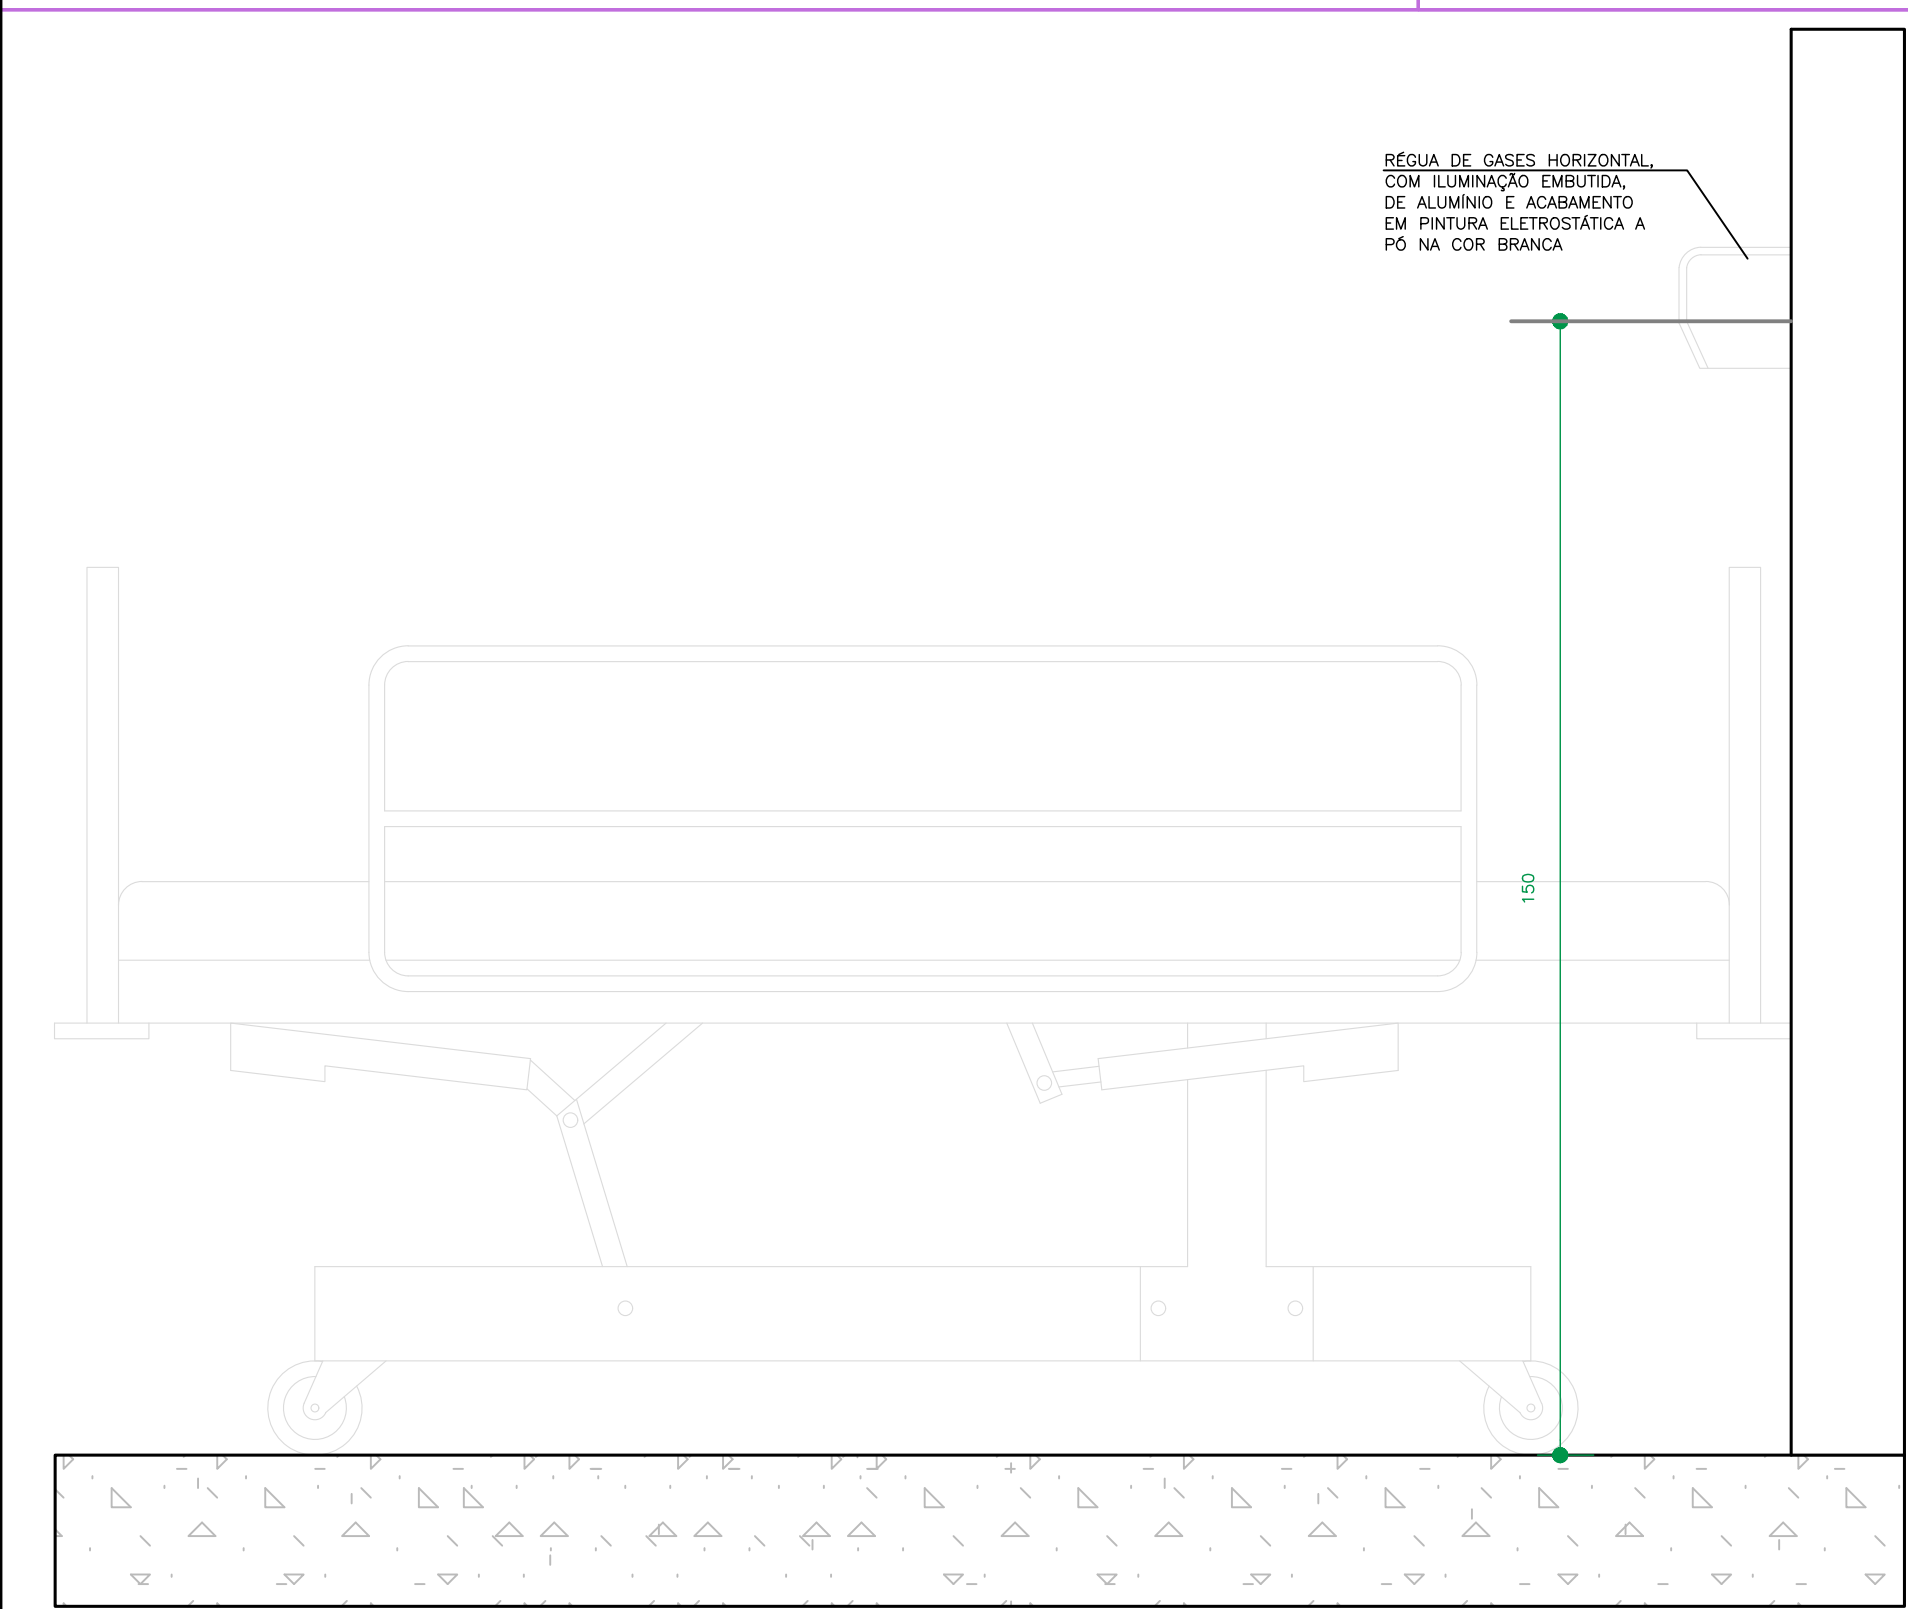 RÉGUA DE GASES HORIZONTAL,
COM ILUMINAÇÃO EMBUTIDA,
DE ALUMÍNIO E ACABAMENTO
EM PINTURA ELETROSTÁTICA A
PÓ NA COR BRANCA
150